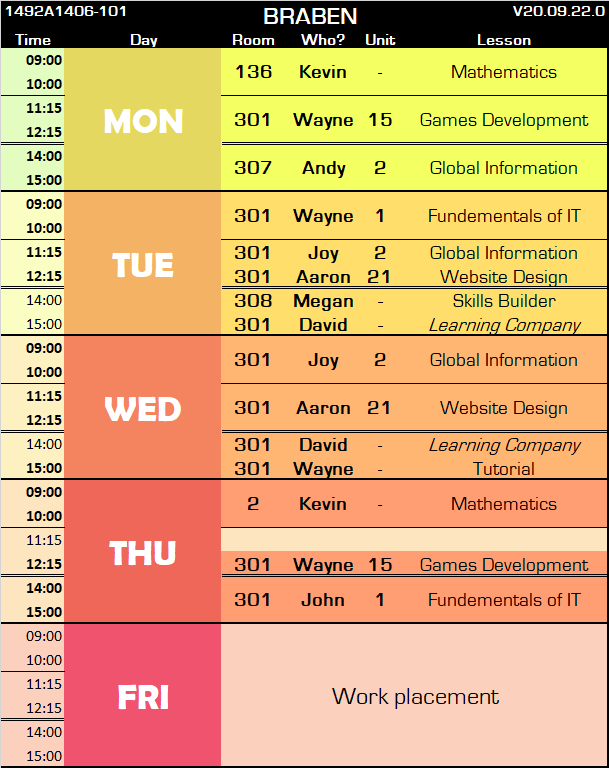 1492A1406-101 BRABEN V20.09.22.0
Time Day Room Who? Unit Lesson
09:00
10:00
MON
136 Kevin - Mathematics
11:15
12:15
301 Wayne 15 Games Development
14:00
15:00
307 Andy 2 Global Information
09:00
10:00
TUE
301 Wayne 1 Fundementals of IT
11:15 301 Joy 2 Global Information
12:15 301 Aaron 21 Website Design
14:00 308 Megan - Skills Builder
15:00 301 David - Learning Company
09:00
10:00
WED
301 Joy 2 Global Information
11:15
12:15
301 Aaron 21 Website Design
14:00 301 David - Learning Company
15:00 301 Wayne - Tutorial
09:00
10:00
THU
2 Kevin - Mathematics
11:15
12:15 301 Wayne 15 Games Development
14:00
15:00
301 John 1 Fundementals of IT
09:00
10:00
11:15
12:15
14:00
15:00
FRI
Work placement